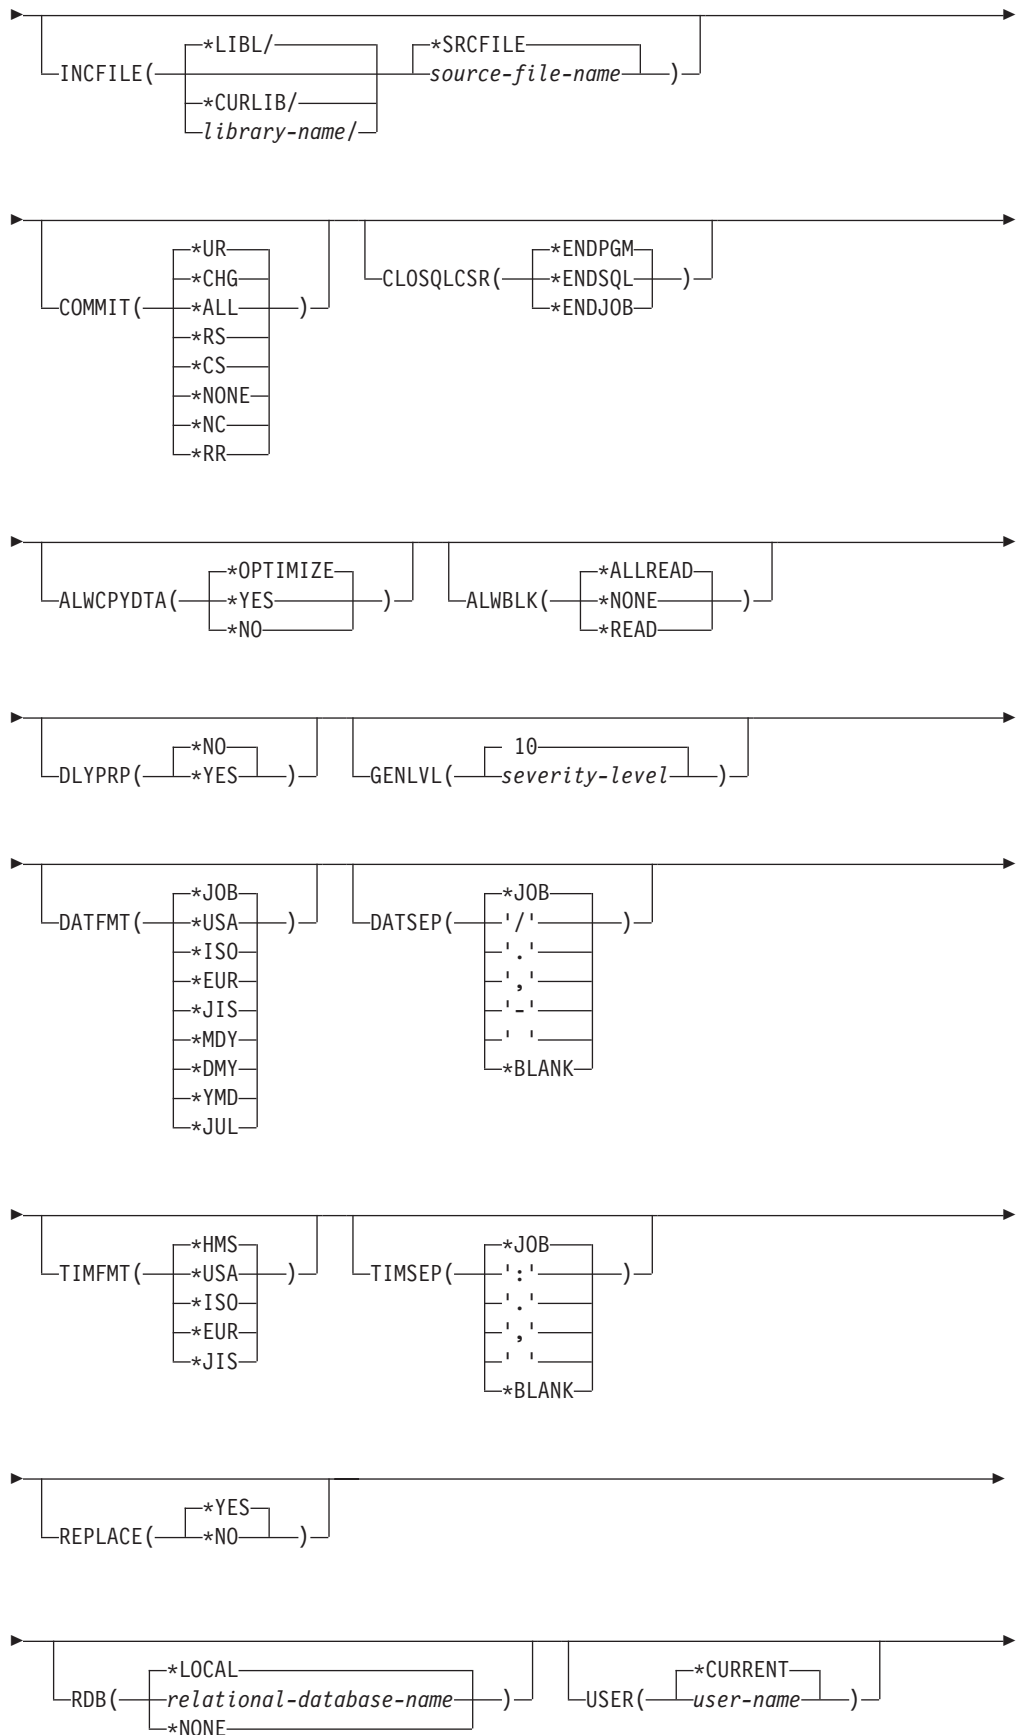 *LIBL/ *SRCFILE
INCFILE( source-file-name )
*CURLIB/
library-name/
*UR *ENDPGM
*CHG CLOSQLCSR( *ENDSQL )
COMMIT( *ALL ) *ENDJOB
*RS
*CS
*NONE
*NC
*RR
*OPTIMIZE *ALLREAD
ALWCPYDTA( *YES ) ALWBLK( *NONE )
*NO *READ
*NO 10
DLYPRP( *YES ) GENLVL( severity-level )
*JOB *JOB
DATFMT( *USA ) DATSEP( '/' )
*ISO '.'
*EUR ','
*JIS '-'
*MDY ' '
*DMY *BLANK
*YMD
*JUL
*HMS *JOB
TIMFMT( *USA ) TIMSEP( ':' )
*ISO '.'
*EUR ','
*JIS ' '
*BLANK
*YES
REPLACE( *NO )
*LOCAL *CURRENT
RDB( relational-database-name ) USER( user-name )
*NONE